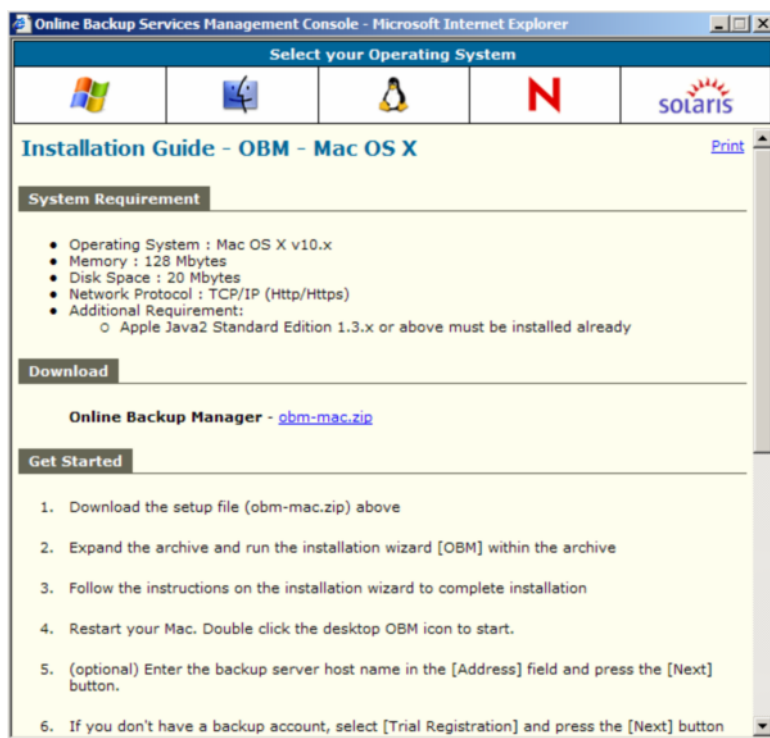 Online Backup Services Management Console - Microsoft Internet Explorer
Select your Operating System
N
solaris
Installation Guide - OBM - Mac OS X
Print
System Requirement
• Operating System : Mac OS X v10.x
• Memory : 128 Mbytes
• Disk Space : 20 Mbytes
• Network Protocol : TCP/IP (Http/Https)
• Additional Requirement:
o Apple Java2 Standard Edition 1.3.x or above must be installed already
Download
Online Backup Manager - obm-mac.zip
Get Started
1. Download the setup file (obm-mac.zip) above
2. Expand the archive and run the installation wizard [OBM] within the archive
3. Follow the instructions on the installation wizard to complete installation
4. Restart your Mac. Double click the desktop OBM icon to start.
5. (optional) Enter the backup server host name in the [Address] field and press the [Next]
button.
6. If you don't have a backup account, select [Trial Registration] and press the [Next] button